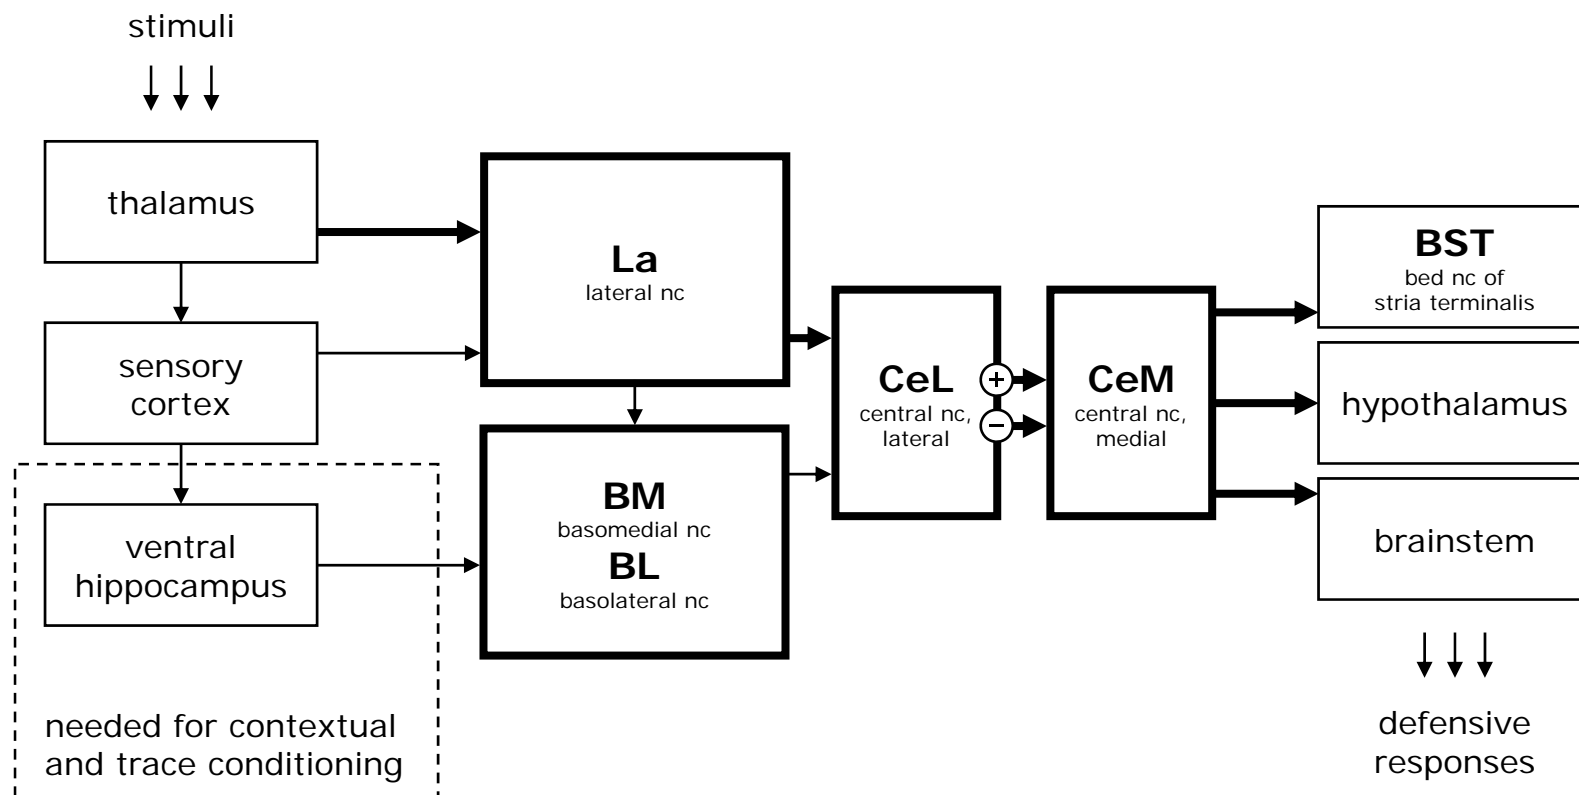 stimuli
thalamus
sensory
cortex
ventral
hippocampus
needed for contextual
and trace conditioning
La
lateral nc
BM
basomedial nc
BL
basolateral nc
CeL
central nc,
lateral
+
−
CeM
central nc,
medial
BST
bed nc of
stria terminalis
hypothalamus
brainstem
defensive
responses